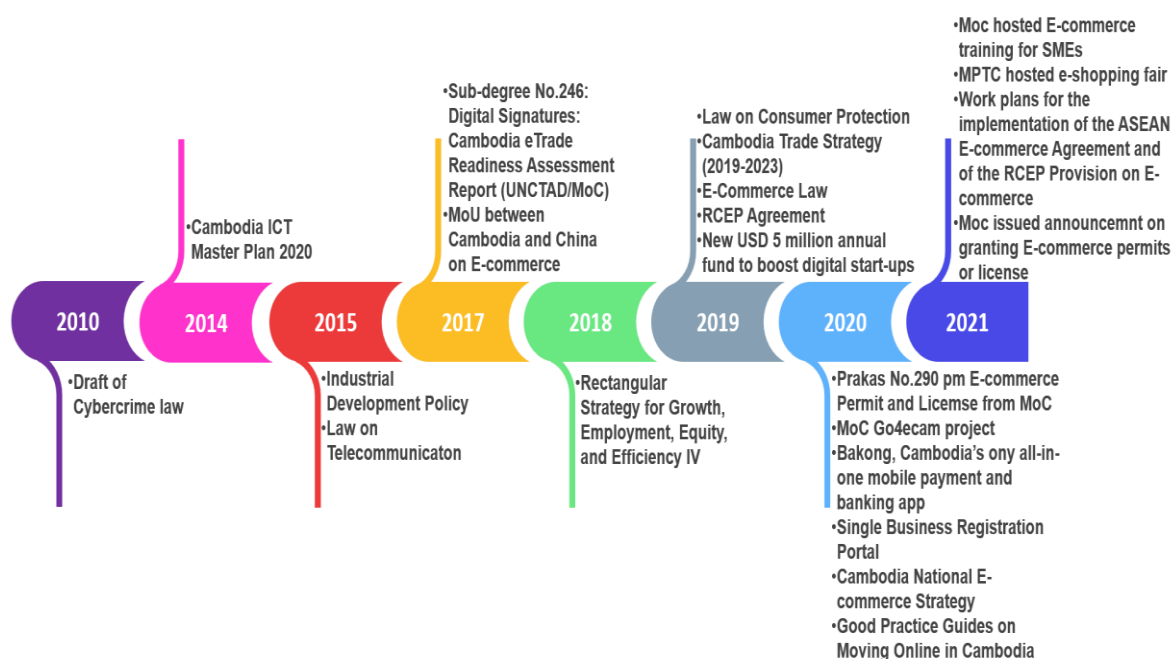 2010
•Draft of
Cybercrime law
•Cambodia ICT
Master Plan 2020
2014
2015
•Industrial
Development Policy
•Law on
Telecommunicaton
•Sub-degree No.246:
Digital Signatures:
Cambodia eTrade
Readiness Assessment
Report (UNCTAD/MoC)
•MoU between
Cambodia and China
on E-commerce
2017
2018
•Rectangular
Strategy for Growth,
Employment, Equity,
and Efficiency IV
•Law on Consumer Protection
•Cambodia Trade Strategy
(2019-2023)
•E-Commerce Law
•RCEP Agreement
•New USD 5 million annual
fund to boost digital start-ups
2019
2020
•Prakas No.290 pm E-commerce
Permit and Licemse from MoC
•MoC Go4ecam project
•Bakong, Cambodia’s ony all-in-
one mobile payment and
banking app
•Single Business Registration
Portal
•Cambodia National E-
commerce Strategy
•Good Practice Guides on
Moving Online in Cambodia
•Moc hosted E-commerce
training for SMEs
•MPTC hosted e-shopping fair
•Work plans for the
implementation of the ASEAN
E-commerce Agreement and
of the RCEP Provision on E-
commerce
•Moc issued announcemnt on
granting E-commerce permits
or license
2021